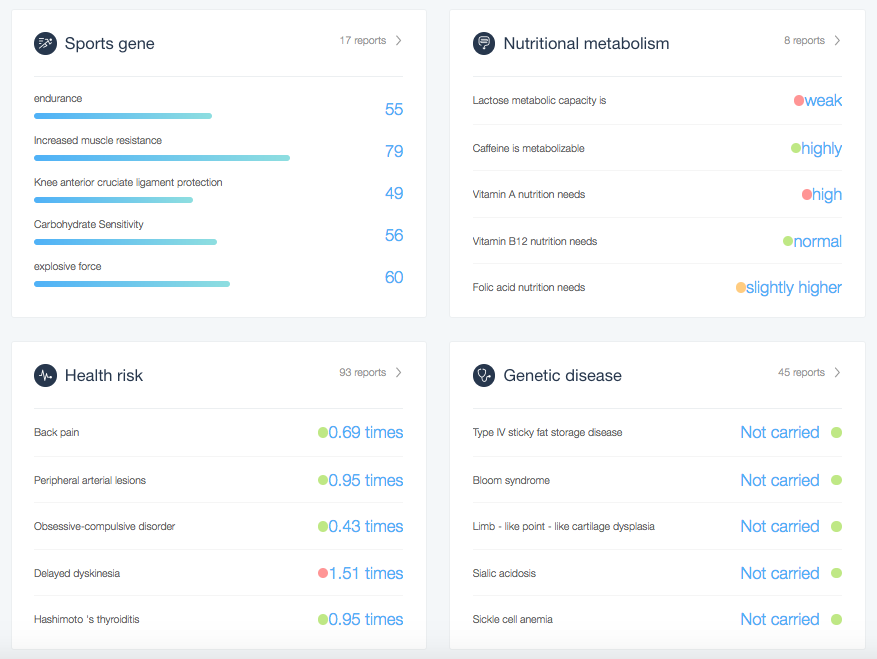 Sports gene 17 reports
endurance
55
Increased muscle resistance
79
Knee anterior cruciate ligament protection
49
Carbohydrate Sensitivity
56
explosive force
60
Nutritional metabolism 8 reports
Lactose metabolic capacity is weak
Caffeine is metabolizable highly
Vitamin A nutrition needs high
Vitamin B12 nutrition needs normal
Folic acid nutrition needs slightly higher
Health risk 93 reports
Back pain 0.69 times
Peripheral arterial lesions 0.95 times
Obsessive-compulsive disorder 0.43 times
Delayed dyskinesia 1.51 times
Hashimoto 's thyroiditis 0.95 times
Genetic disease 45 reports
Type IV sticky fat storage disease Not carried
Bloom syndrome Not carried
Limb - like point - like cartilage dysplasia Not carried
Sialic acidosis Not carried
Sickle cell anemia Not carried